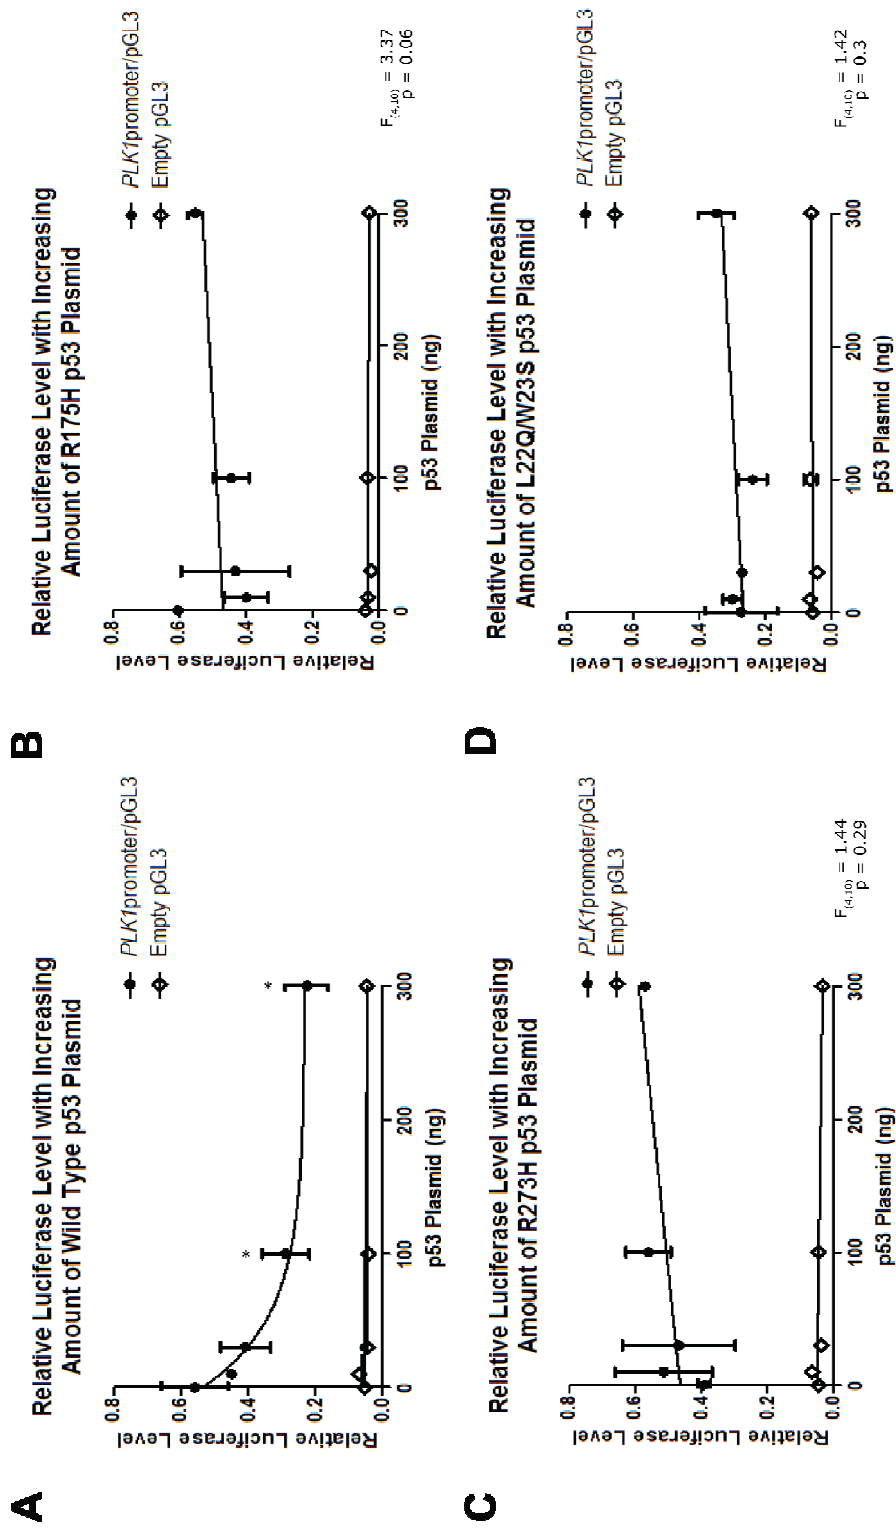 A
Relative Luciferase Level with Increasing
Amount of Wild Type p53 Plasmid
PLK1promoter/pGL3
Empty pGL3
Relative Luciferase Level
0.8
0.6
0.4
0.2
0.0
*
*
0
100
200
300
p53 Plasmid (ng)
B
Relative Luciferase Level with Increasing
Amount of R175H p53 Plasmid
PLK1promoter/pGL3
Empty pGL3
Relative Luciferase Level
0.8
0.6
0.4
0.2
0.0
0
100
200
300
p53 Plasmid (ng)
F(4,10) = 3.37
p = 0.06
C
Relative Luciferase Level with Increasing
Amount of R273H p53 Plasmid
PLK1promoter/pGL3
Empty pGL3
Relative Luciferase Level
0.8
0.6
0.4
0.2
0.0
0
100
200
300
p53 Plasmid (ng)
F(4,10) = 1.44
p = 0.29
D
Relative Luciferase Level with Increasing
Amount of L22Q/W23S p53 Plasmid
PLK1promoter/pGL3
Empty pGL3
Relative Luciferase Level
0.8
0.6
0.4
0.2
0.0
0
100
200
300
p53 Plasmid (ng)
F(4,10) = 1.42
p = 0.3